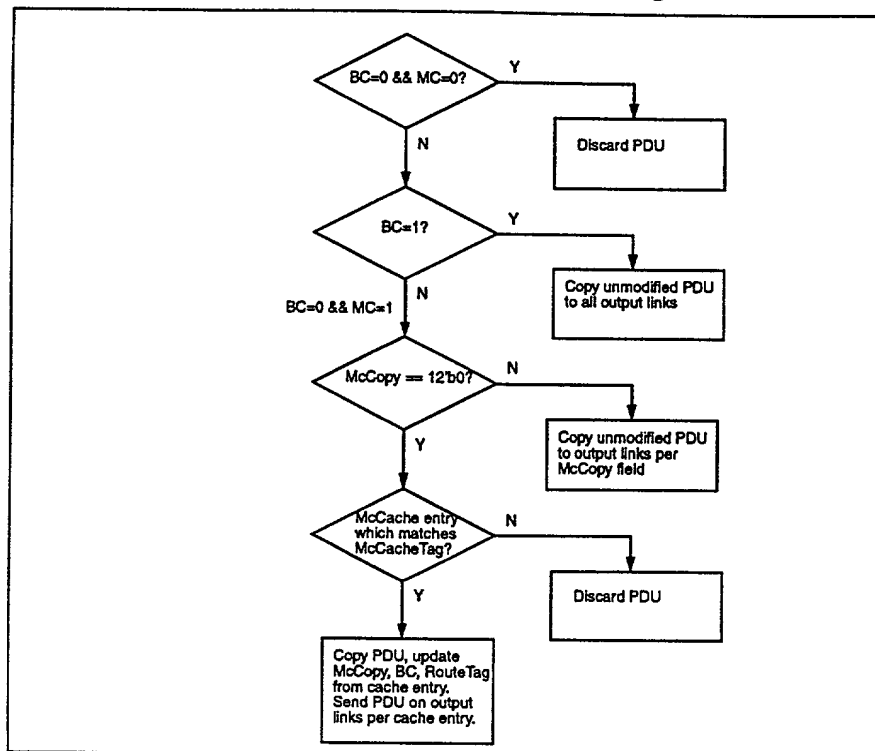 BC=0 && MC=0?
Y
N
Discard PDU
BC=1?
Y
N
BC=0 && MC=1
Copy unmodified PDU
to all output links
McCopy == 12'b0?
N
Y
Copy unmodified PDU
to output links per
McCopy field
McCache entry
which matches
McCacheTag?
N
Y
Discard PDU
Copy PDU, update
McCopy, BC, RouteTag
from cache entry.
Send PDU on output
links per cache entry.